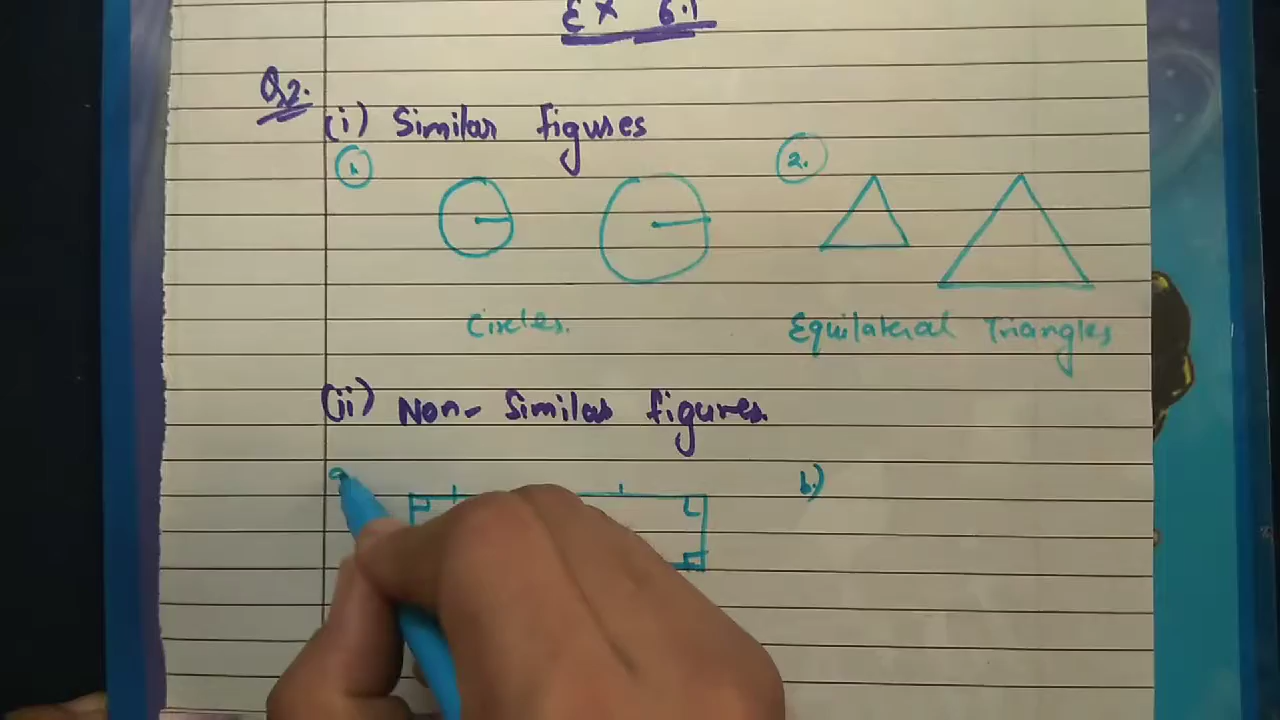 Ex 6.1
Q2.
(i) Similar figures
1. 2.
Circles. Equilateral Triangles
(ii) Non-Similar figures.
a b.)